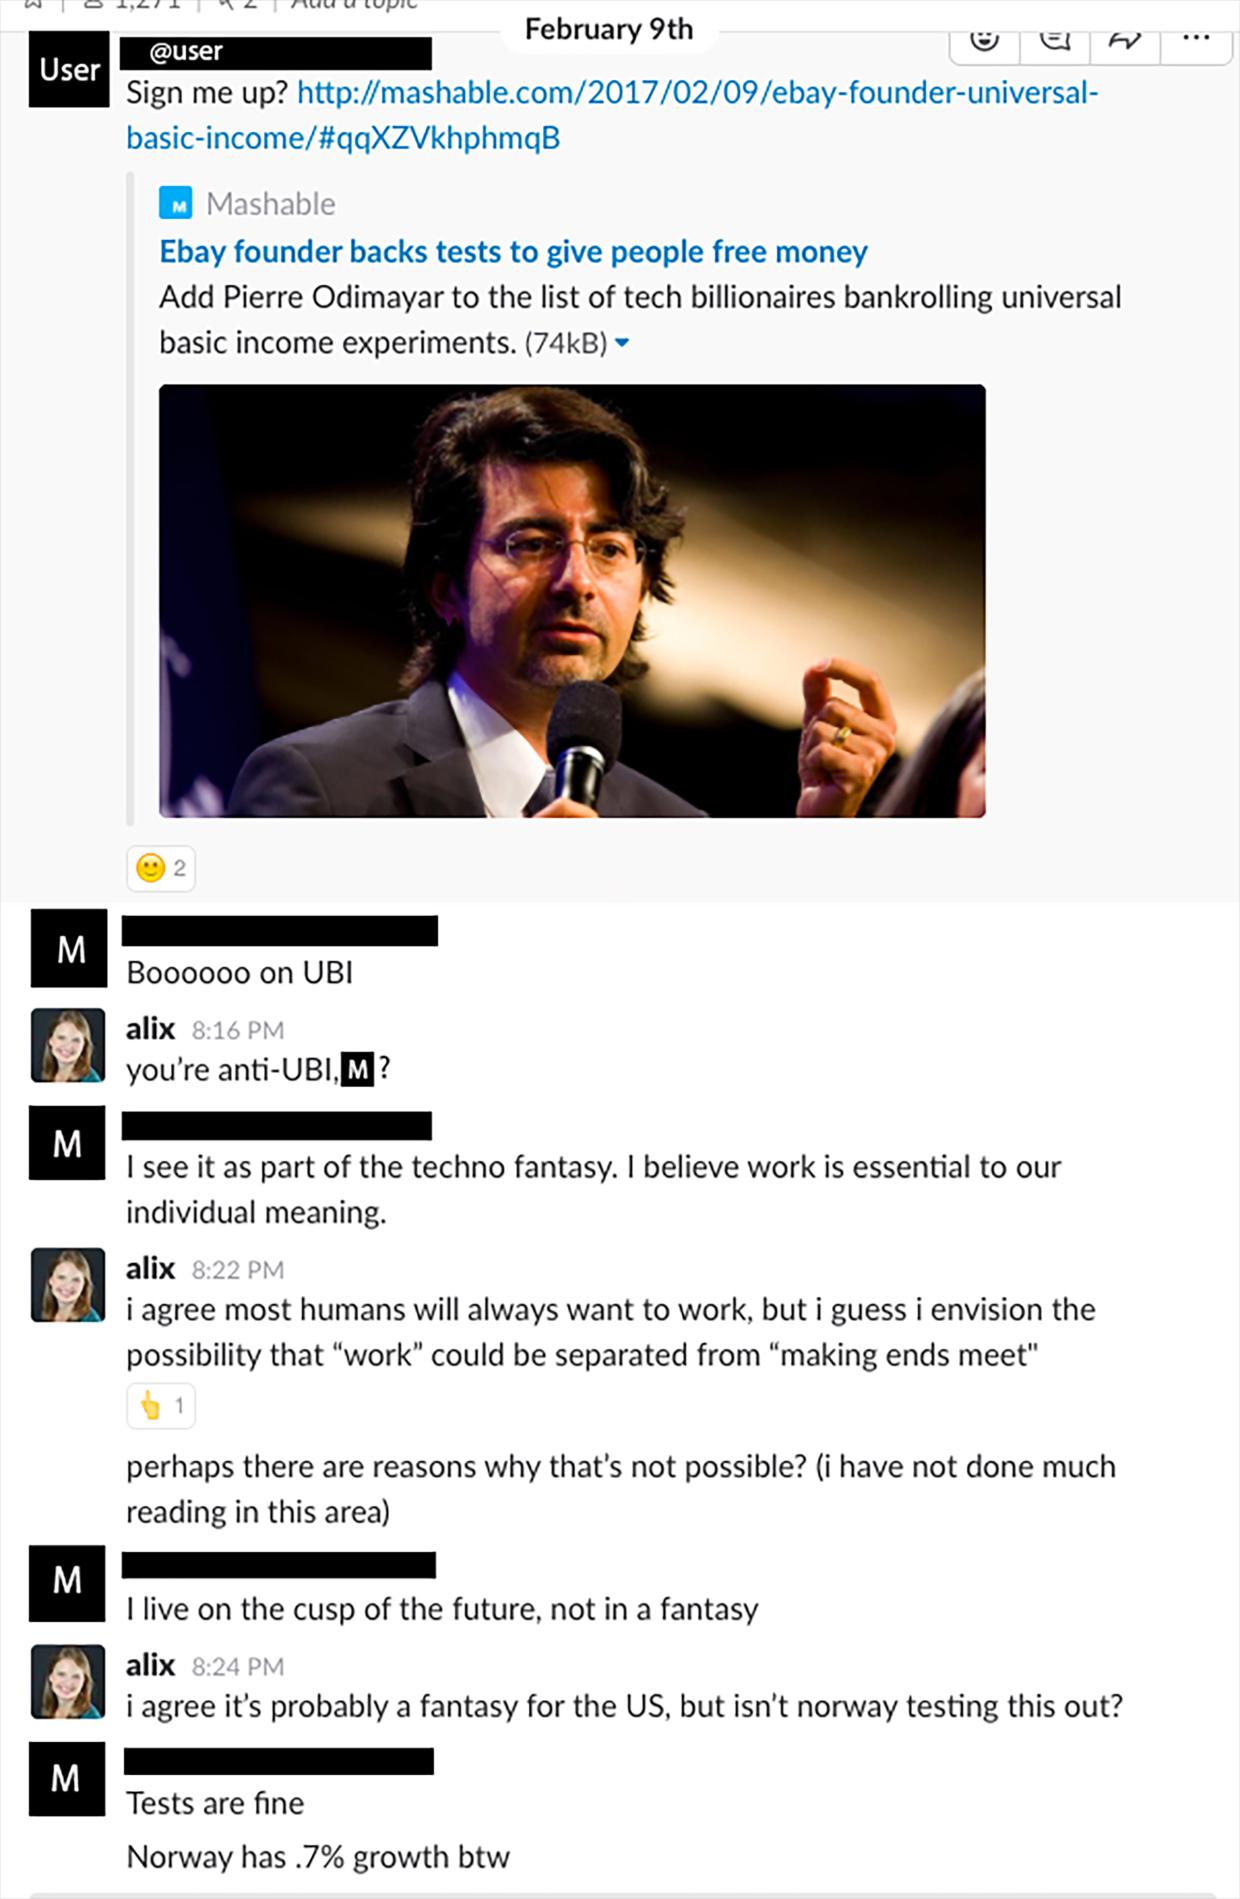 1,271 2 Add a topic
February 9th
User @user
Sign me up? http://mashable.com/2017/02/09/ebay-founder-universal-
basic-income/#qqXZVkhphmqB
M Mashable
Ebay founder backs tests to give people free money
Add Pierre Odimayar to the list of tech billionaires bankrolling universal
basic income experiments. (74kB)
2
M
Boooooo on UBI
alix 8:16 PM
you’re anti-UBI, M ?
M
I see it as part of the techno fantasy. I believe work is essential to our
individual meaning.
alix 8:22 PM
i agree most humans will always want to work, but i guess i envision the
possibility that “work” could be separated from “making ends meet"
1
perhaps there are reasons why that’s not possible? (i have not done much
reading in this area)
M
I live on the cusp of the future, not in a fantasy
alix 8:24 PM
i agree it’s probably a fantasy for the US, but isn’t norway testing this out?
M
Tests are fine
Norway has .7% growth btw